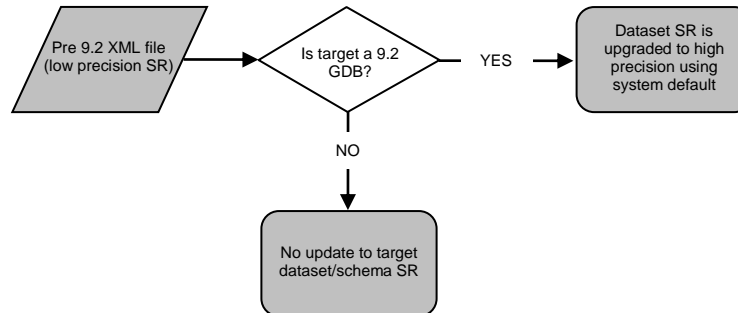 Pre 9.2 XML file
(low precision SR)
Is target a 9.2
GDB?
YES
Dataset SR is
upgraded to high
precision using
system default
NO
No update to target
dataset/schema SR